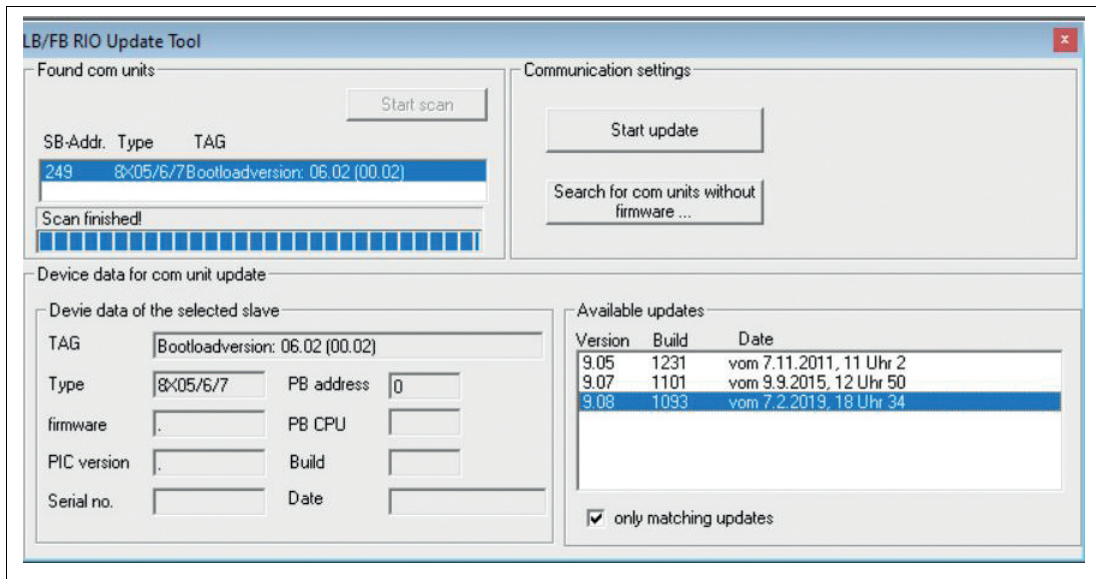 LB/FB RIO Update Tool
x
Found com units
Start scan
SB-Addr. Type TAG
249 8X05/6/7Bootloadversion: 06.02 (00.02)
Scan finished!
Communication settings
Start update
Search for com units without
firmware ...
Device data for com unit update
Devie data of the selected slave
TAG Bootloadversion: 06.02 (00.02)
Type 8X05/6/7 PB address 0
firmware . PB CPU
PIC version . Build
Serial no. Date
Available updates
Version Build Date
9.05 1231 vom 7.11.2011, 11 Uhr 2
9.07 1101 vom 9.9.2015, 12 Uhr 50
9.08 1093 vom 7.2.2019, 18 Uhr 34
only matching updates